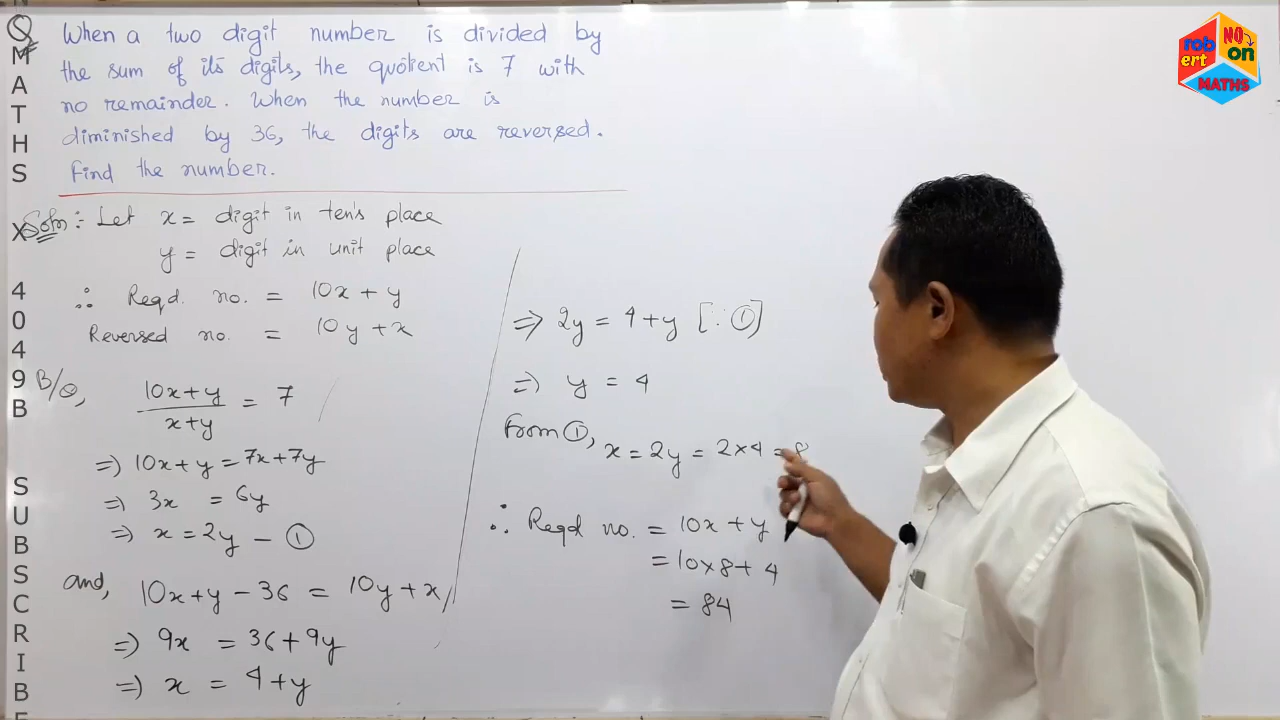 Q When a two digit number is divided by
the sum of its digits, the quotient is 7 with
no remainder. When the number is
diminished by 36, the digits are reversed.
Find the number.
Soln:- Let x = digit in ten's place
y = digit in unit place
∴ Reqd. no. = 10x + y
Reversed no. = 10y + x
B/Q, (10x+y)/(x+y) = 7
=> 10x+y = 7x+7y
=> 3x = 6y
=> x = 2y - ①
and, 10x+y - 36 = 10y+x
=> 9x = 36+9y
=> x = 4+y
=> 2y = 4+y [∵ ①]
=> y = 4
From ①, x = 2y = 2×4 = 8
∴ Reqd no. = 10x + y
= 10×8 + 4
= 84
MATHS X 4049B SUBSCRIBE
robert NO on MATHS